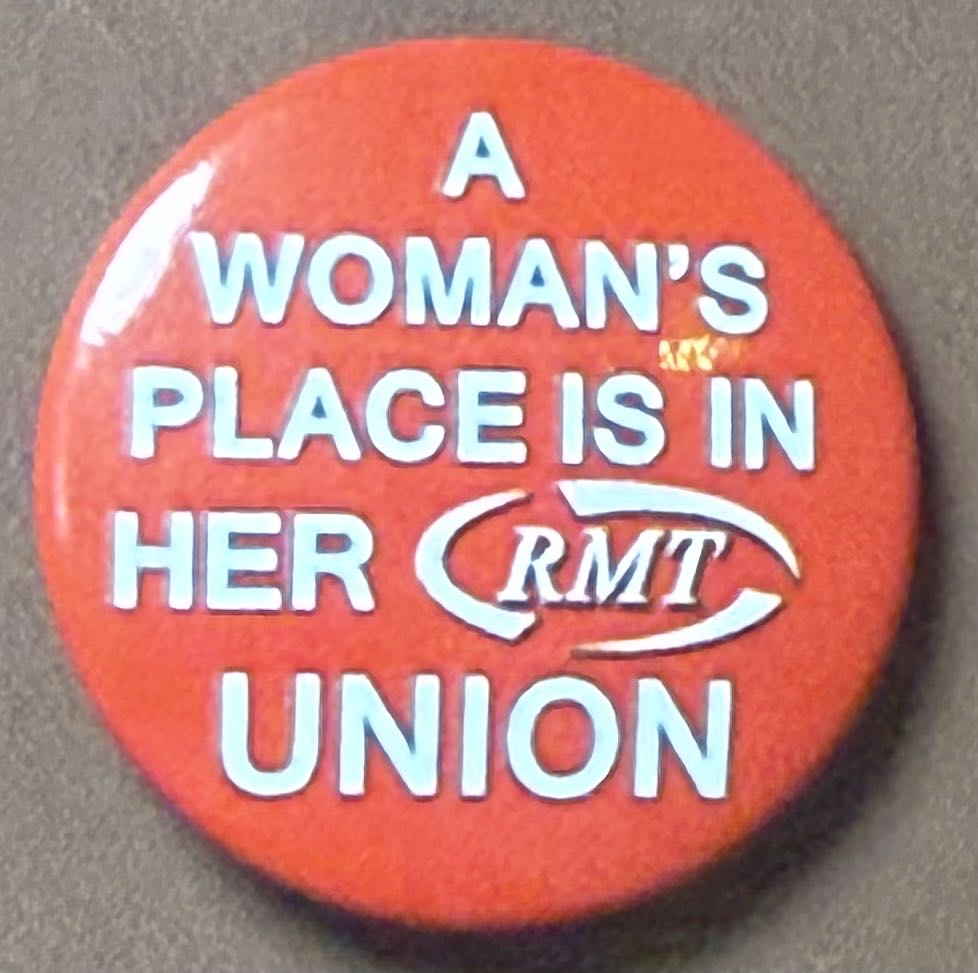 A
WOMAN'S
PLACE IS IN
HER RMT
UNION